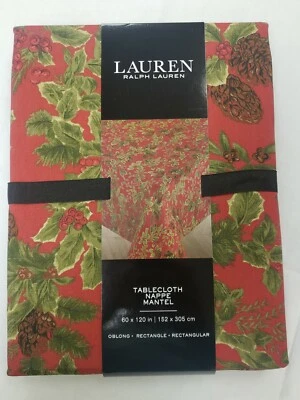 LAUREN
RALPH LAUREN
TABLECLOTH
NAPPE
MANTEL
60 x 120 in | 152 x 305 cm
OBLONG - RECTANGLE - RECTANGULAR